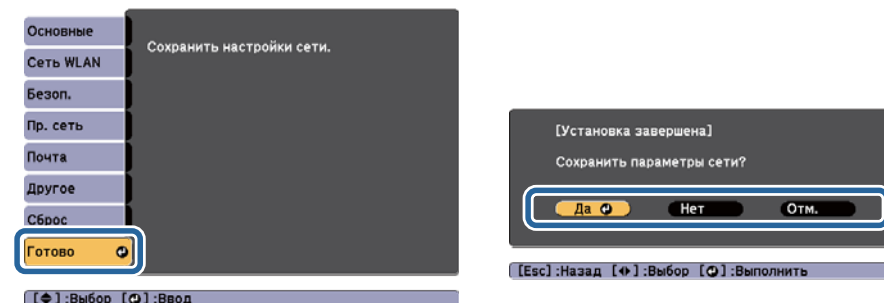 Основные
Сеть WLAN
Безоп.
Пр. сеть
Почта
Другое
Сброс
Готово
Сохранить настройки сети.
[Установка завершена]
Сохранить параметры сети?
Да Нет Отм.
[Esc] :Назад [◆] :Выбор [↵] :Выполнить
[◆] :Выбор [↵] :Ввод